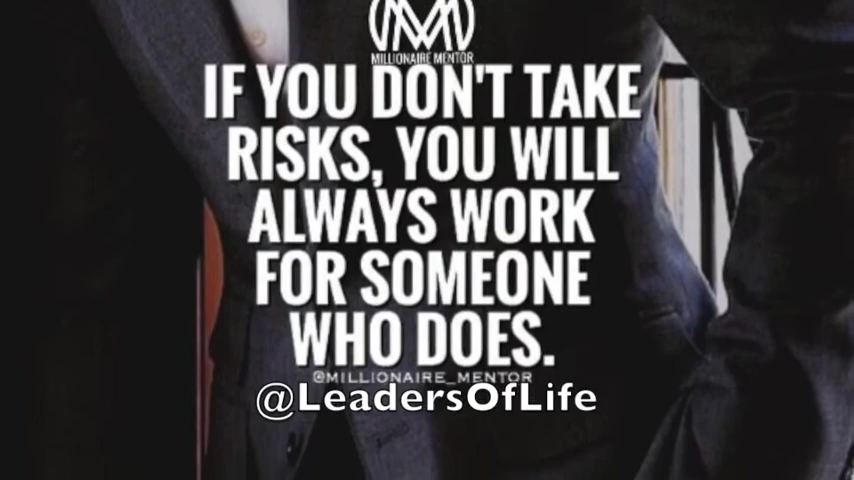 MILLIONAIRE MENTOR
IF YOU DON'T TAKE
RISKS, YOU WILL
ALWAYS WORK
FOR SOMEONE
WHO DOES.
@MILLIONAIRE_MENTOR
@LeadersOfLife